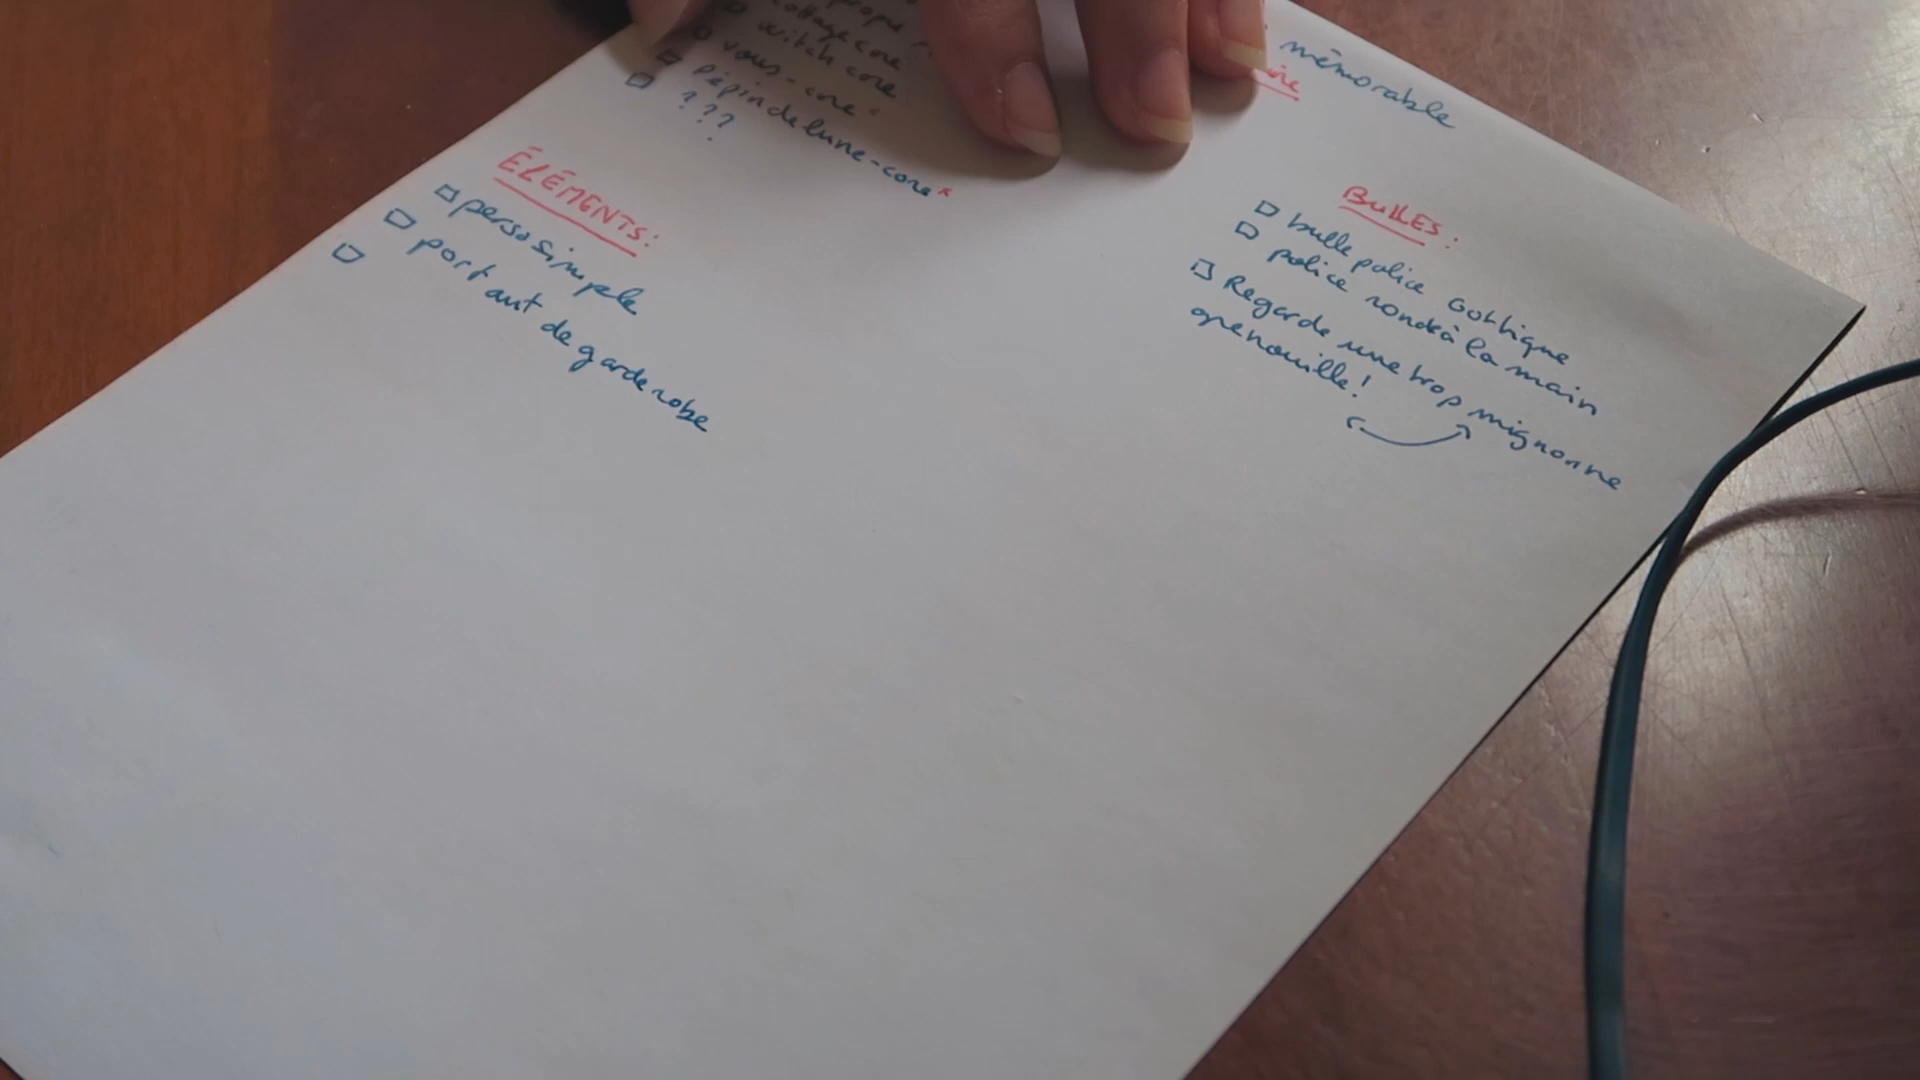 propre
cottage core
witch core
vous-core
Pépin de lune-core*
???
mémorable
ÉLÉMENTS:
perso simple
portant de garde robe
BULLES:
bulle police gothique
police ronde à la main
Regarde une trop mignonne
grenouille!